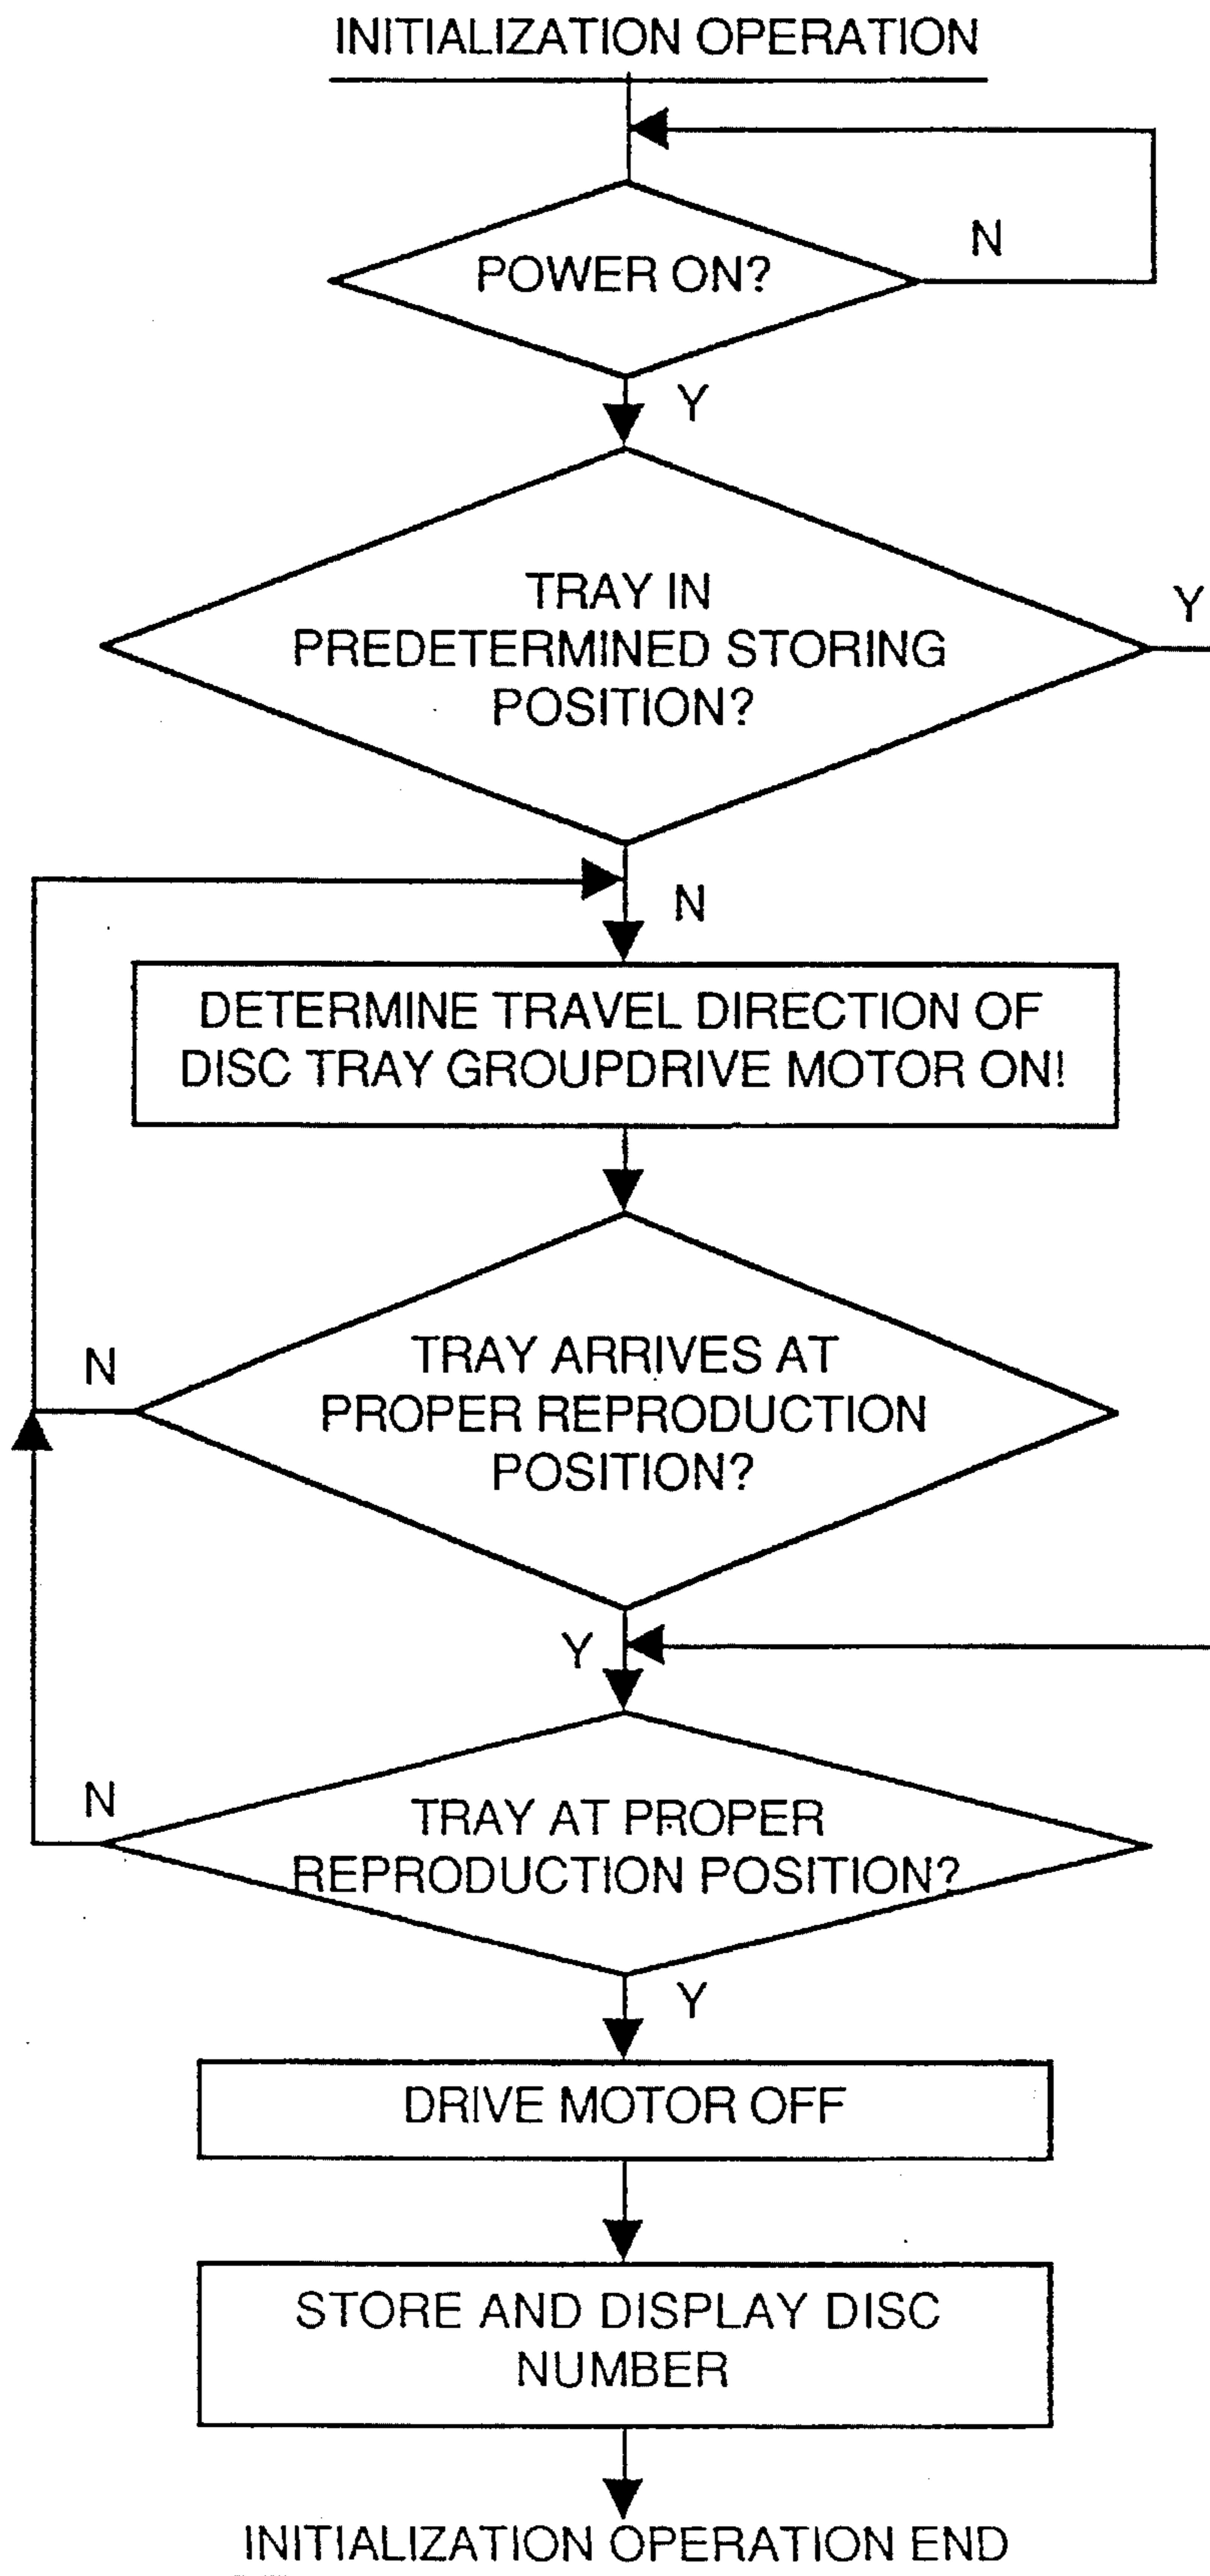 INITIALIZATION OPERATION
POWER ON?
N
Y
TRAY IN
PREDETERMINED STORING
POSITION?
Y
N
DETERMINE TRAVEL DIRECTION OF
DISC TRAY GROUPDRIVE MOTOR ON!
TRAY ARRIVES AT
PROPER REPRODUCTION
POSITION?
N
Y
TRAY AT PROPER
REPRODUCTION POSITION?
N
Y
DRIVE MOTOR OFF
STORE AND DISPLAY DISC
NUMBER
INITIALIZATION OPERATION END